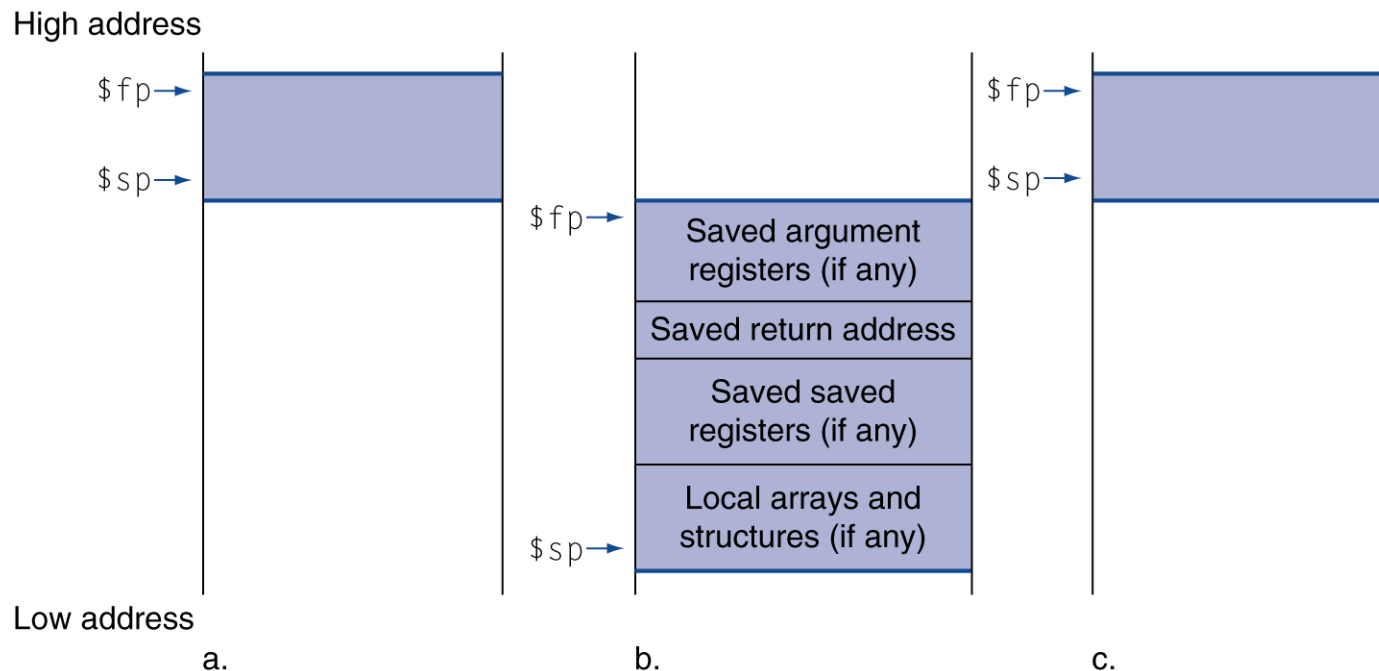 High address
$fp
$sp
$fp
Saved argument
registers (if any)
Saved return address
Saved saved
registers (if any)
Local arrays and
structures (if any)
$sp
$fp
$sp
Low address
a.
b.
c.